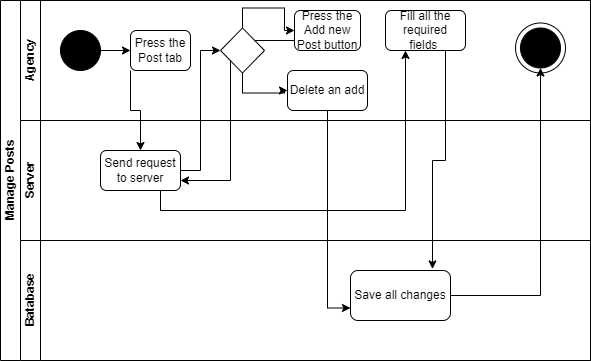 Manage Posts
Agency
Press the
Post tab
Press the
Add new
Post button
Fill all the
required
fields
Delete an add
Server
Send request
to server
Batabase
Save all changes